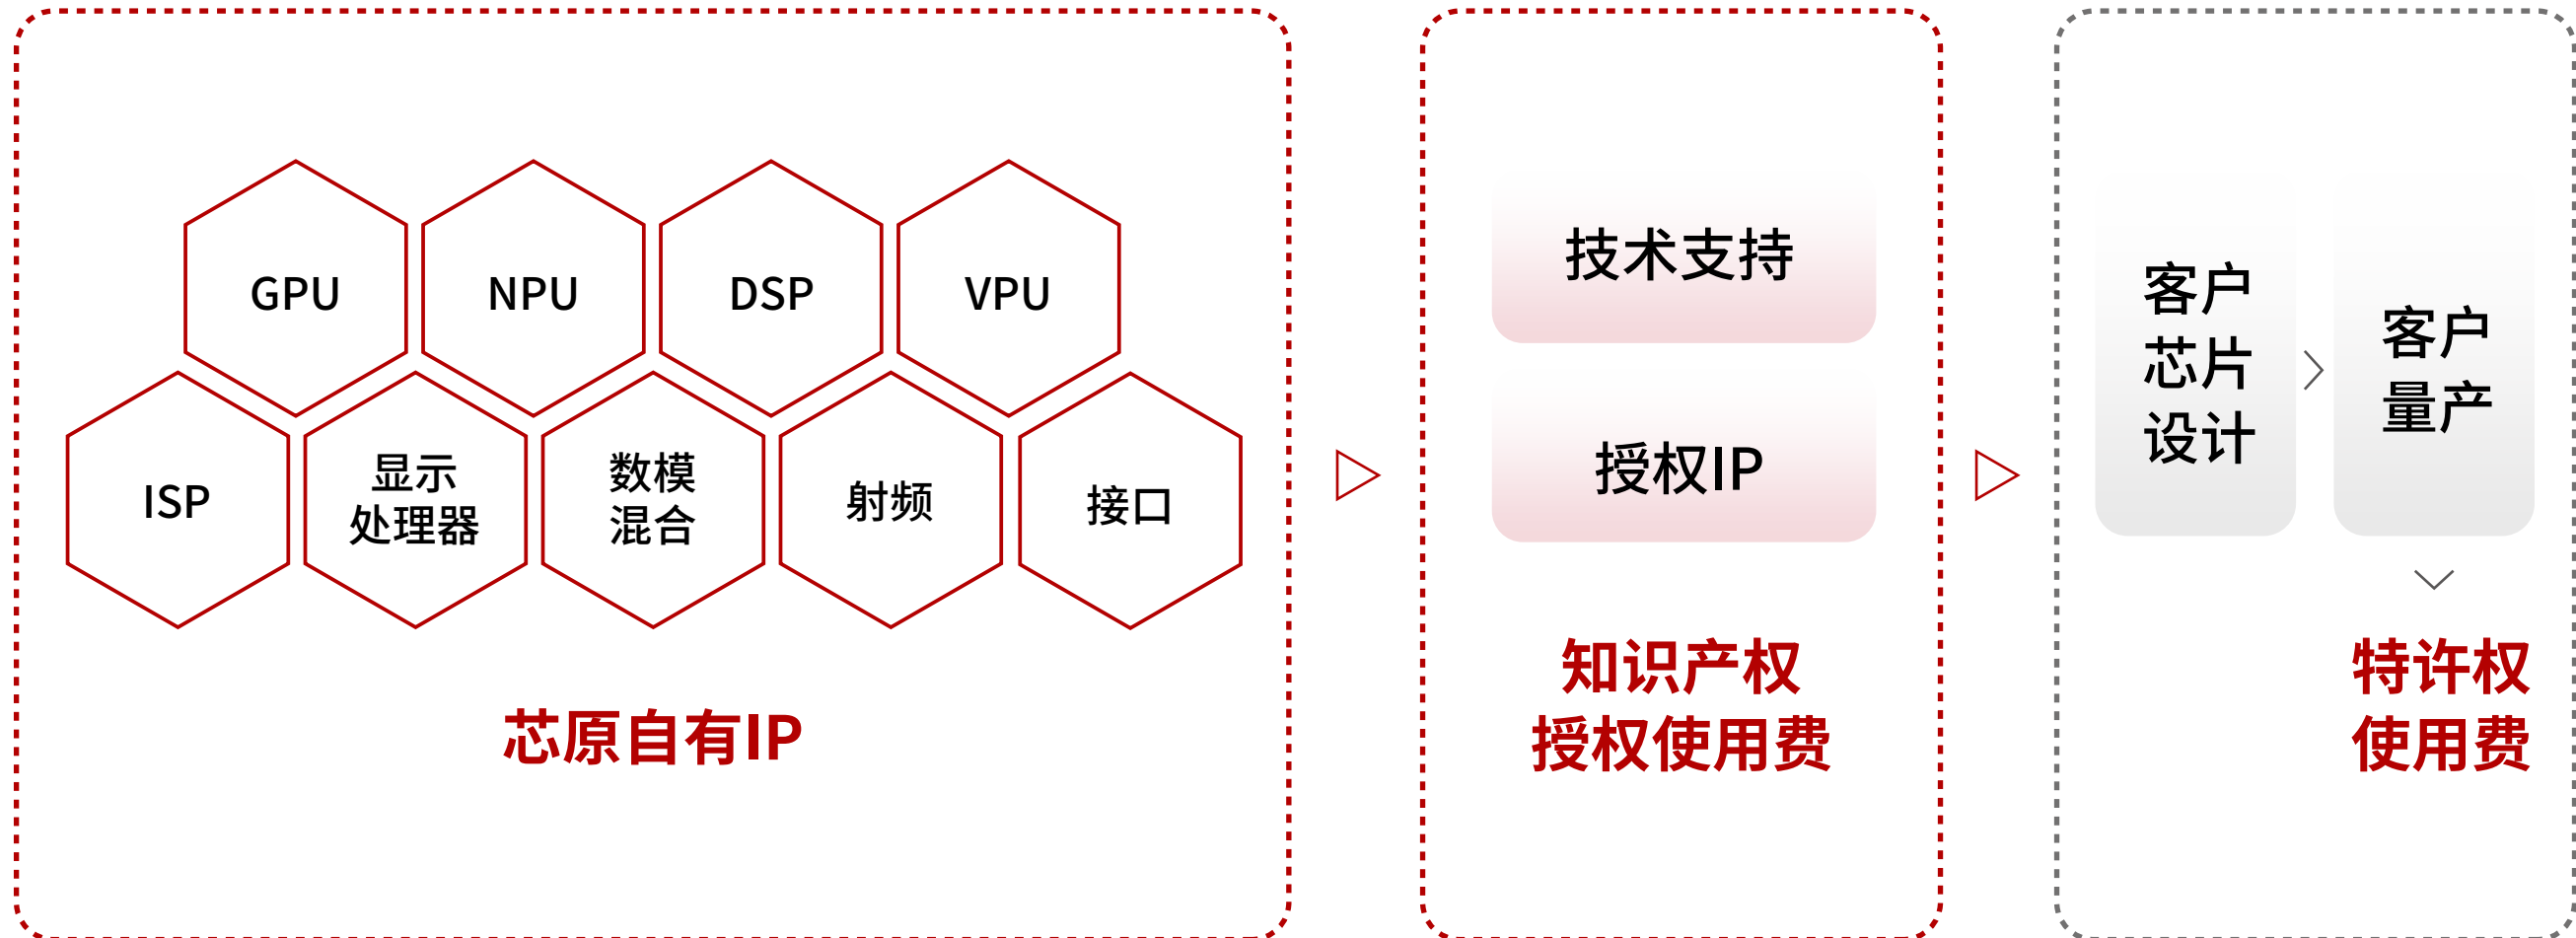 GPU
NPU
DSP
VPU
ISP
显示
处理器
数模
混合
射频
接口
芯原自有IP
技术支持
授权IP
知识产权
授权使用费
客户
芯片
设计
客户
量产
特许权
使用费